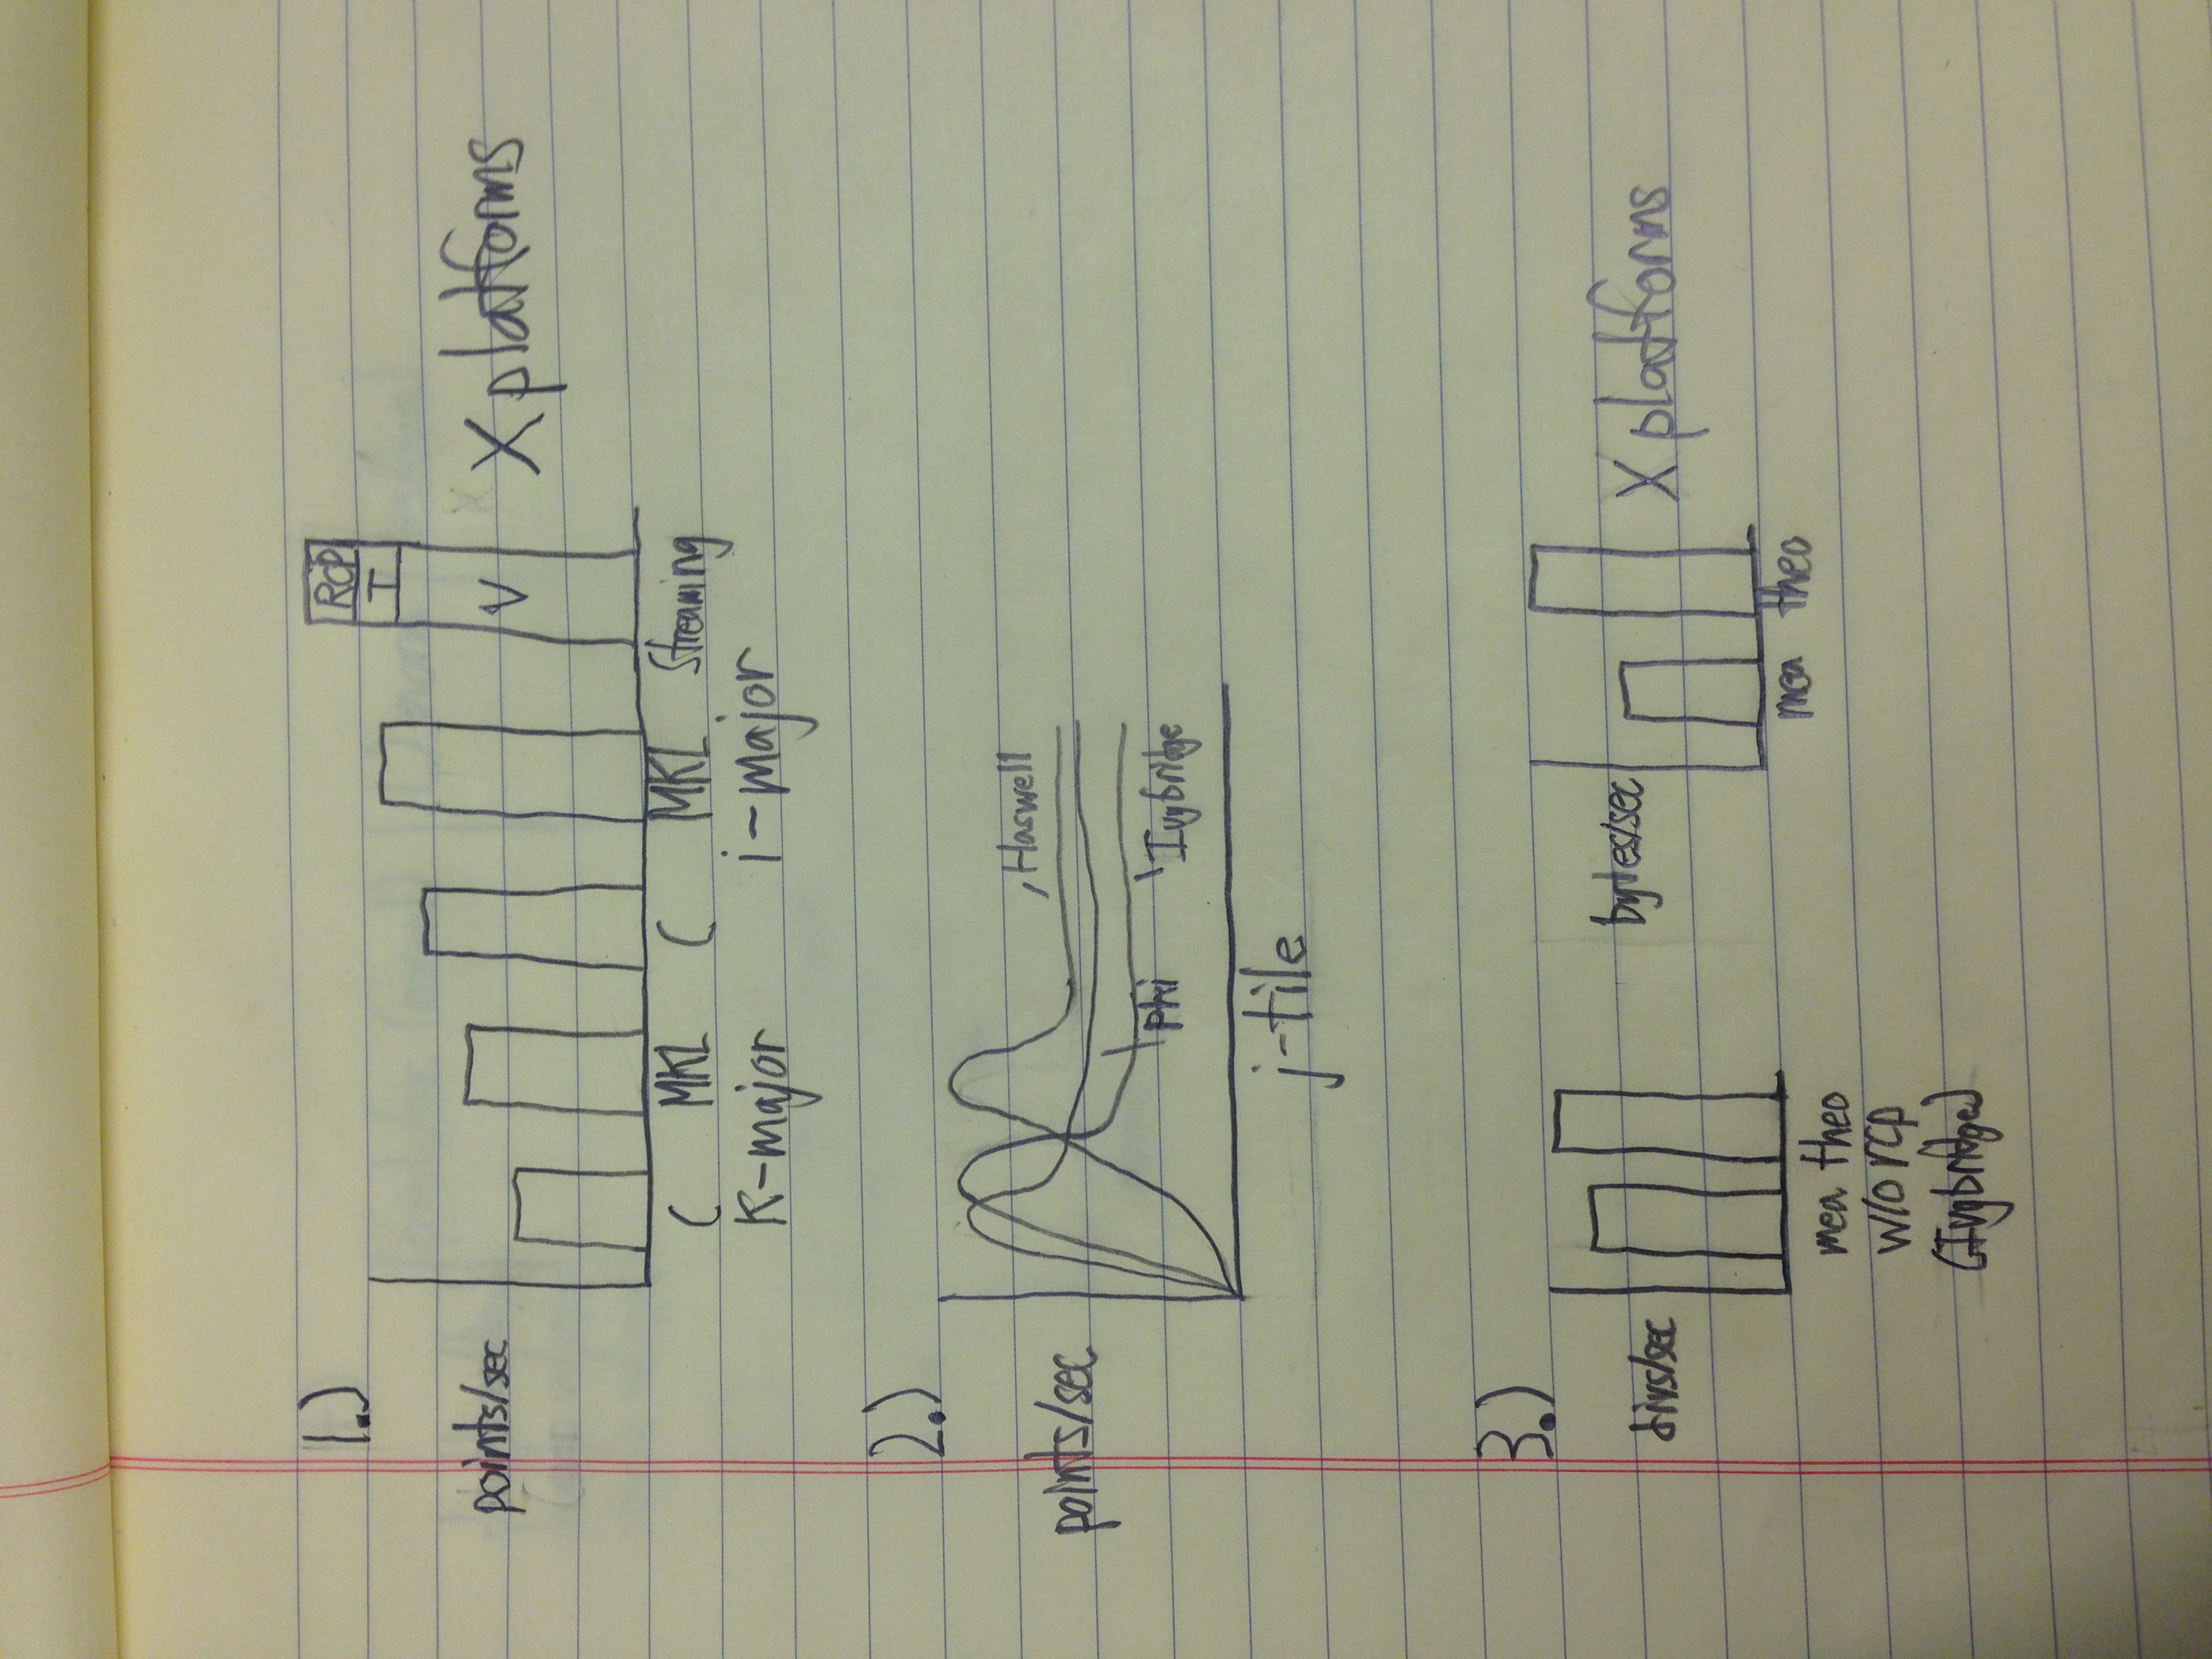 1.)
RCP
I
points/sec
V
X platforms
C MKL C MKL Streaming
K-major i-major
2.)
Haswell
points/sec
Phi Ivybridge
j-tile
3.)
divs/sec
bytes/sec
X platforms
mea theo
mea theo
w/o rcp
(Ivybridge)